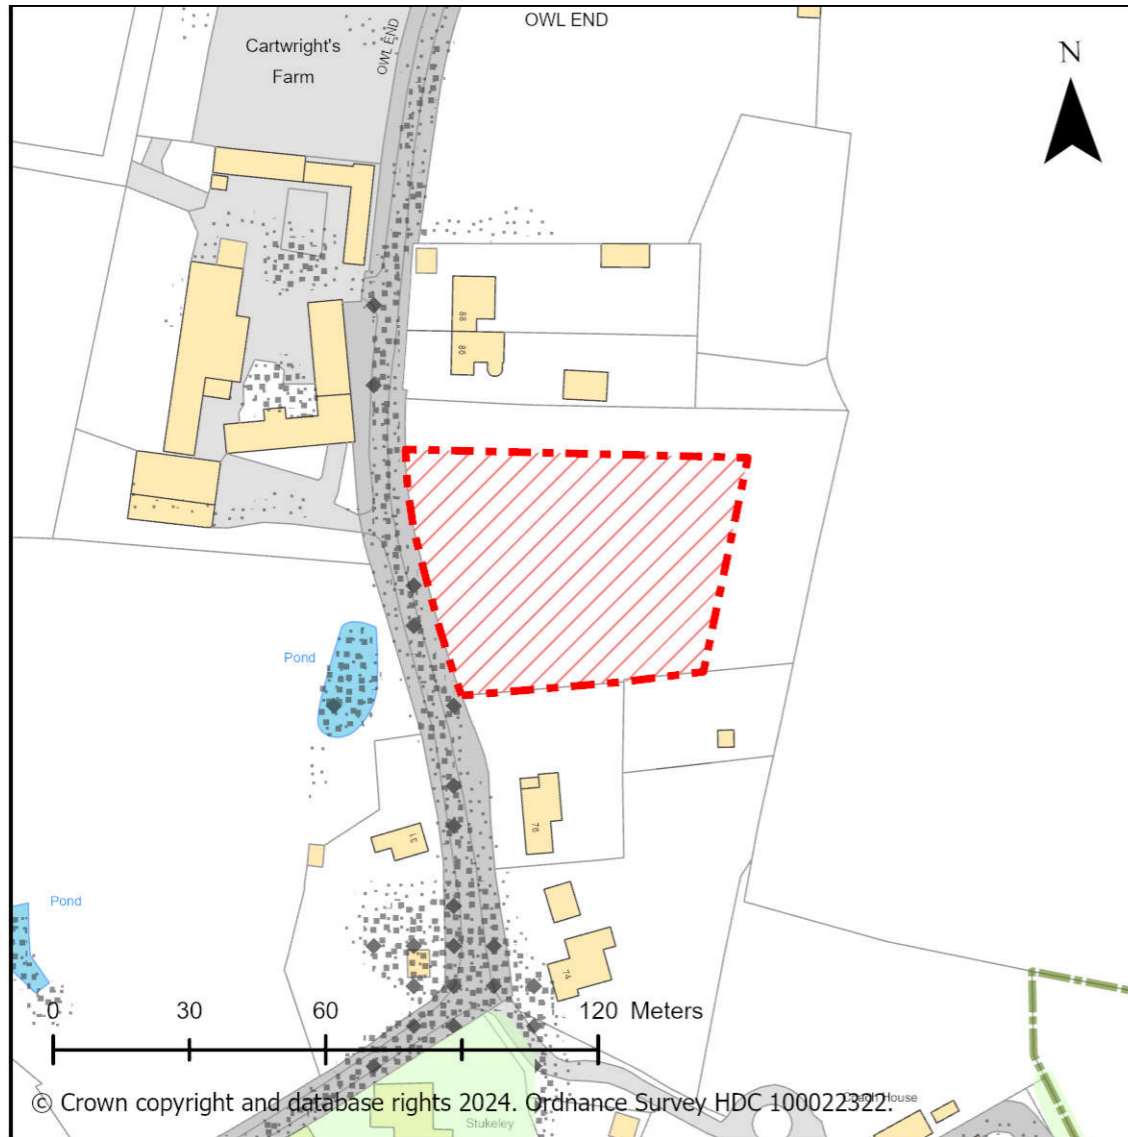 OWL END
Cartwright's
Farm
OWL END
N
88
86
Pond
76
31
Pond
74
0 30 60 120 Meters
© Crown copyright and database rights 2024. Ordnance Survey HDC 100022322.
Coach House
Stukeley